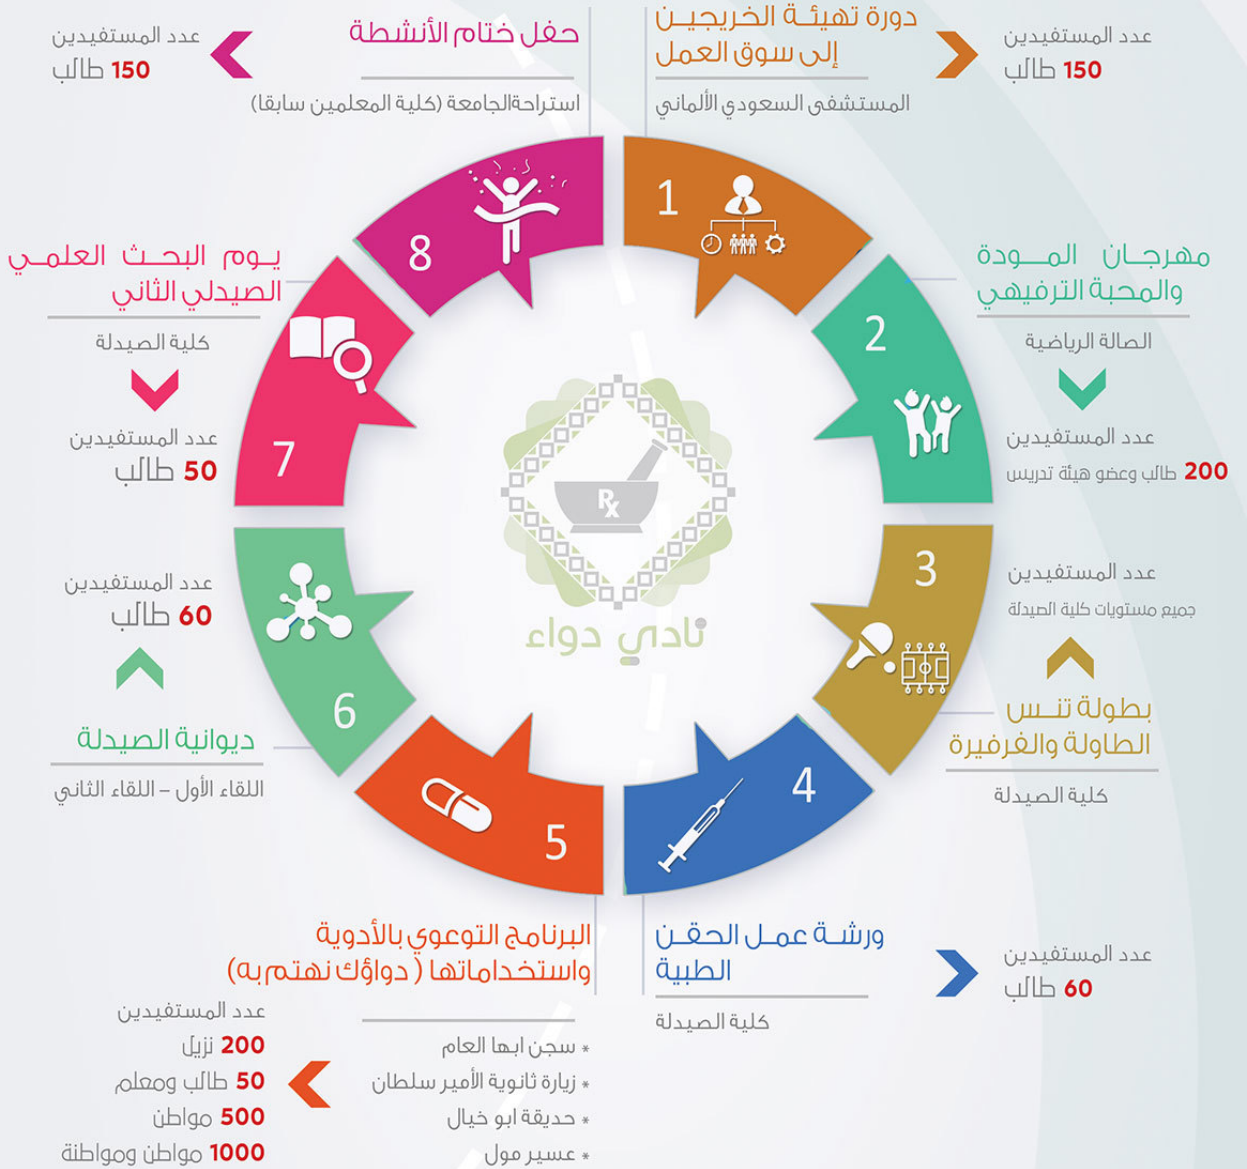 دورة تهيئة الخريجين
إلى سوق العمل
المستشفى السعودي الألماني
عدد المستفيدين
150 طالب
1
مهرجان المودة
والمحبة الترفيهي
الصالة الرياضية
عدد المستفيدين
200 طالب وعضو هيئة تدريس
2
عدد المستفيدين
جميع مستويات كلية الصيدلة
بطولة تنس
الطاولة والفرفيرة
كلية الصيدلة
3
ورشة عمل الحقن
الطبية
كلية الصيدلة
عدد المستفيدين
60 طالب
4
البرنامج التوعوي بالأدوية
واستخداماتها ( دواؤك نهتم به)
* سجن ابها العام
* زيارة ثانوية الأمير سلطان
* حديقة ابو خيال
* عسير مول
عدد المستفيدين
200 نزيل
50 طالب ومعلم
500 مواطن
1000 مواطن ومواطنة
5
عدد المستفيدين
60 طالب
ديوانية الصيدلة
اللقاء الأول – اللقاء الثاني
6
يوم البحث العلمي
الصيدلي الثاني
كلية الصيدلة
عدد المستفيدين
50 طالب
7
حفل ختام الأنشطة
استراحةالجامعة (كلية المعلمين سابقا)
عدد المستفيدين
150 طالب
8
Rx
نادي دواء